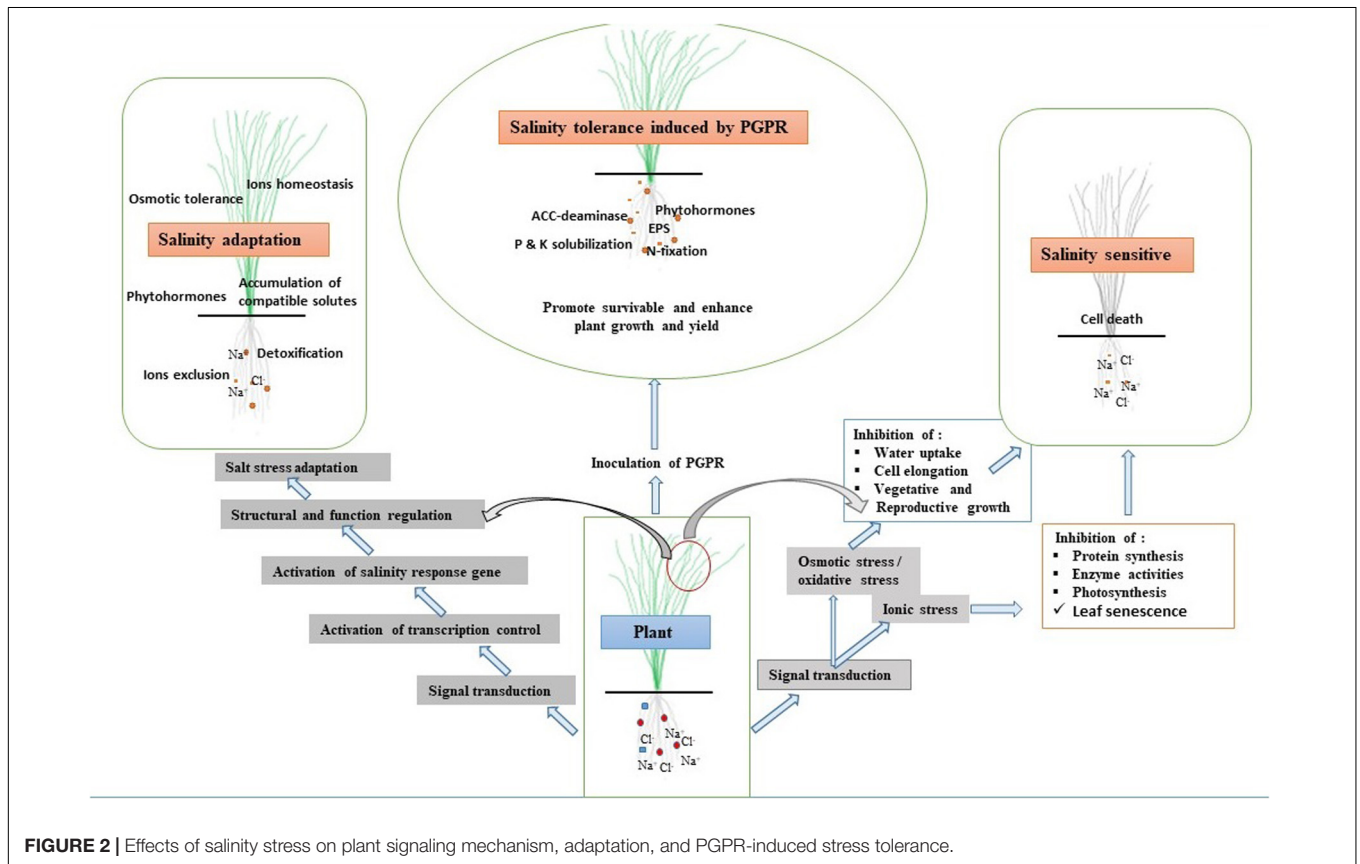 Ions homeostasis
Osmotic tolerance
Salinity adaptation
Phytohormones
Accumulation of
compatible solutes
Na⁺
Detoxification
Ions exclusion
Cl⁻
Na⁺
Salinity tolerance induced by PGPR
ACC-deaminase
Phytohormones
EPS
P & K solubilization
N-fixation
Promote survivable and enhance
plant growth and yield
Salinity sensitive
Cell death
Na⁺
Cl⁻
Na⁺
Na⁺
Cl⁻
Inoculation of PGPR
Salt stress adaptation
Structural and function regulation
Activation of salinity response gene
Activation of transcription control
Signal transduction
Plant
Cl⁻
Na⁺
Cl⁻
Na⁺
Cl⁻
Na⁺
Signal transduction
Osmotic stress /
oxidative stress
Ionic stress
Inhibition of :
▪ Water uptake
▪ Cell elongation
▪ Vegetative and
Reproductive growth
Inhibition of :
▪ Protein synthesis
▪ Enzyme activities
▪ Photosynthesis
✓ Leaf senescence
FIGURE 2 | Effects of salinity stress on plant signaling mechanism, adaptation, and PGPR-induced stress tolerance.